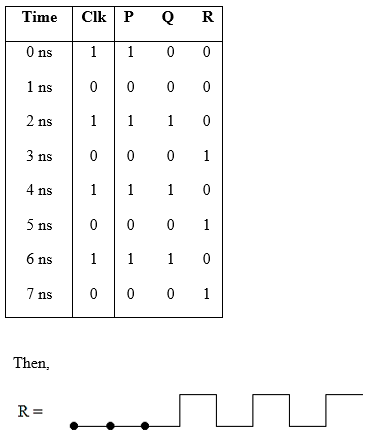 Time Clk P Q R
0 ns 1 1 0 0
1 ns 0 0 0 0
2 ns 1 1 1 0
3 ns 0 0 0 1
4 ns 1 1 1 0
5 ns 0 0 0 1
6 ns 1 1 1 0
7 ns 0 0 0 1
Then,
R =